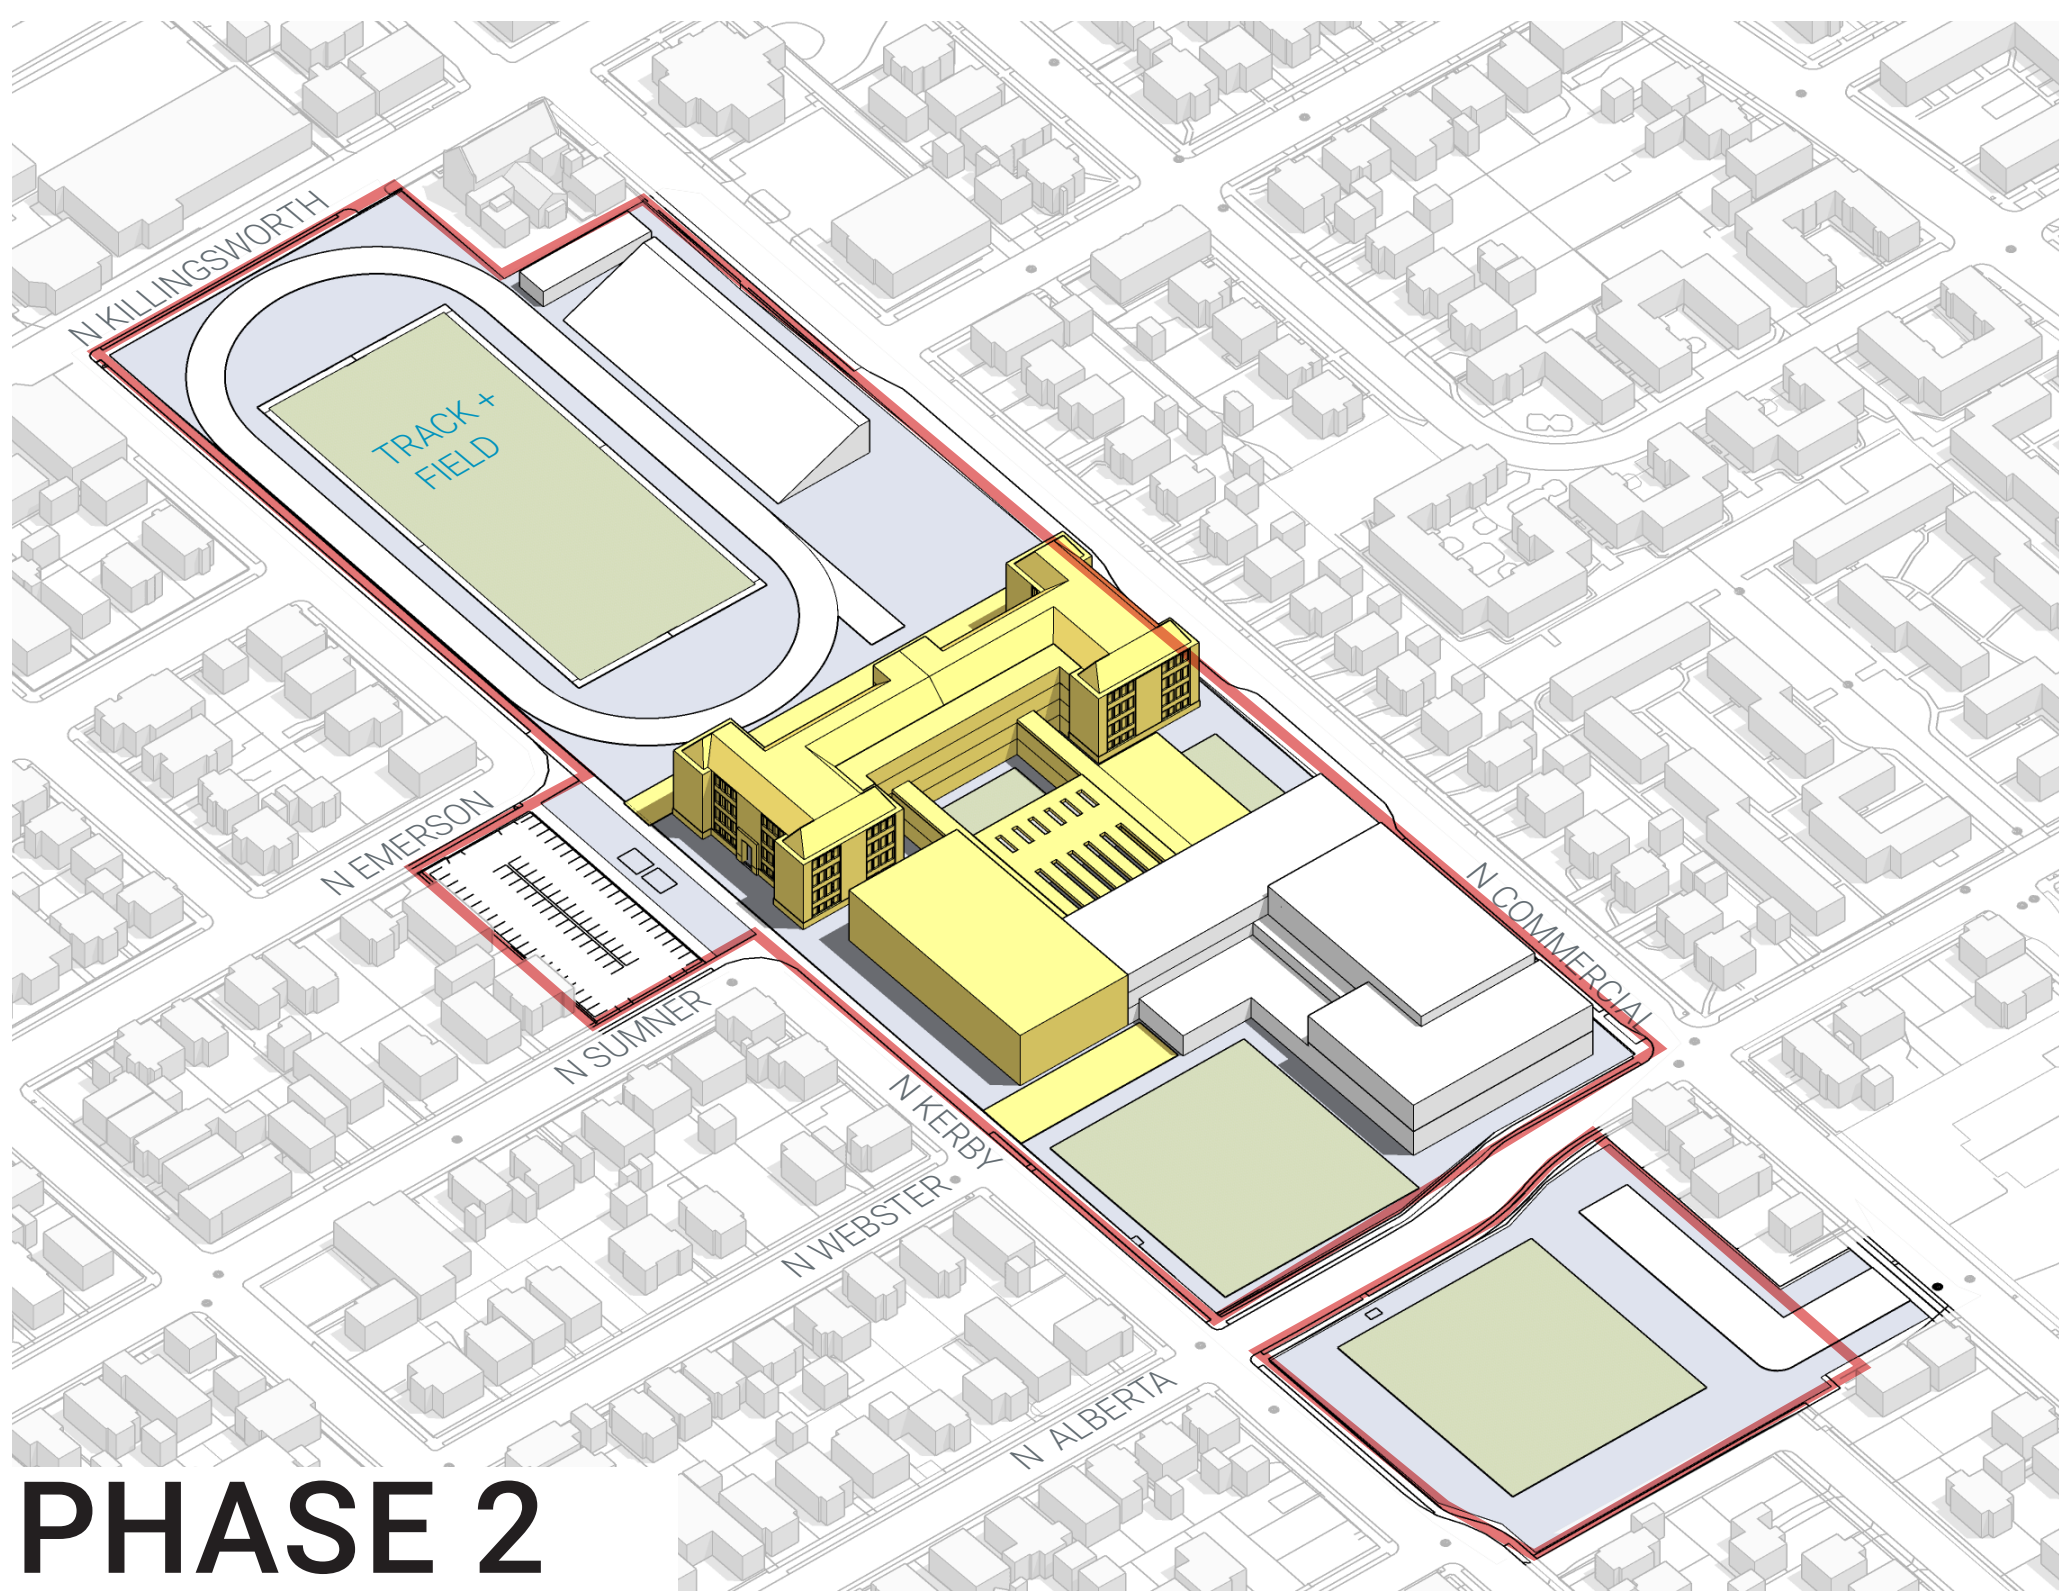 N KILLINGSWORTH
TRACK +
FIELD
N EMERSON
N SUMNER
N COMMERCIAL
N KERBY
N WEBSTER
N ALBERTA
PHASE 2